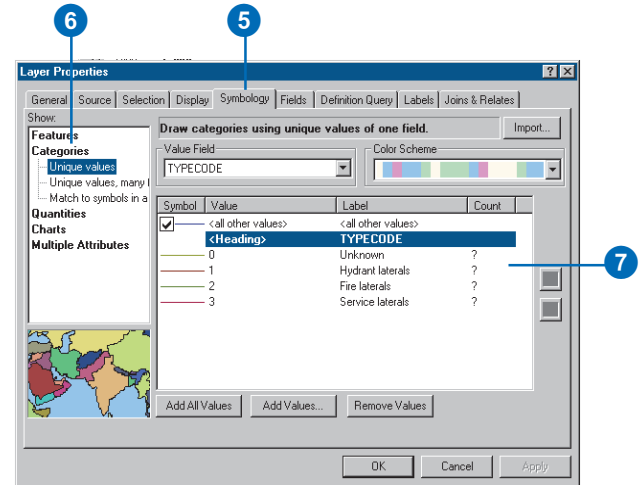 6
5
Layer Properties
General Source Selection Display Symbology Fields Definition Query Labels Joins & Relates
Show:
Features
Categories
Unique values
Unique values, many
Match to symbols in a
Quantities
Charts
Multiple Attributes
Draw categories using unique values of one field.
Import...
Value Field
TYPECODE
Color Scheme
Symbol Value Label Count
<all other values> <all other values>
<Heading> TYPECODE
0 Unknown ?
1 Hydrant laterals ?
2 Fire laterals ?
3 Service laterals ?
7
Add All Values Add Values... Remove Values
OK Cancel Apply